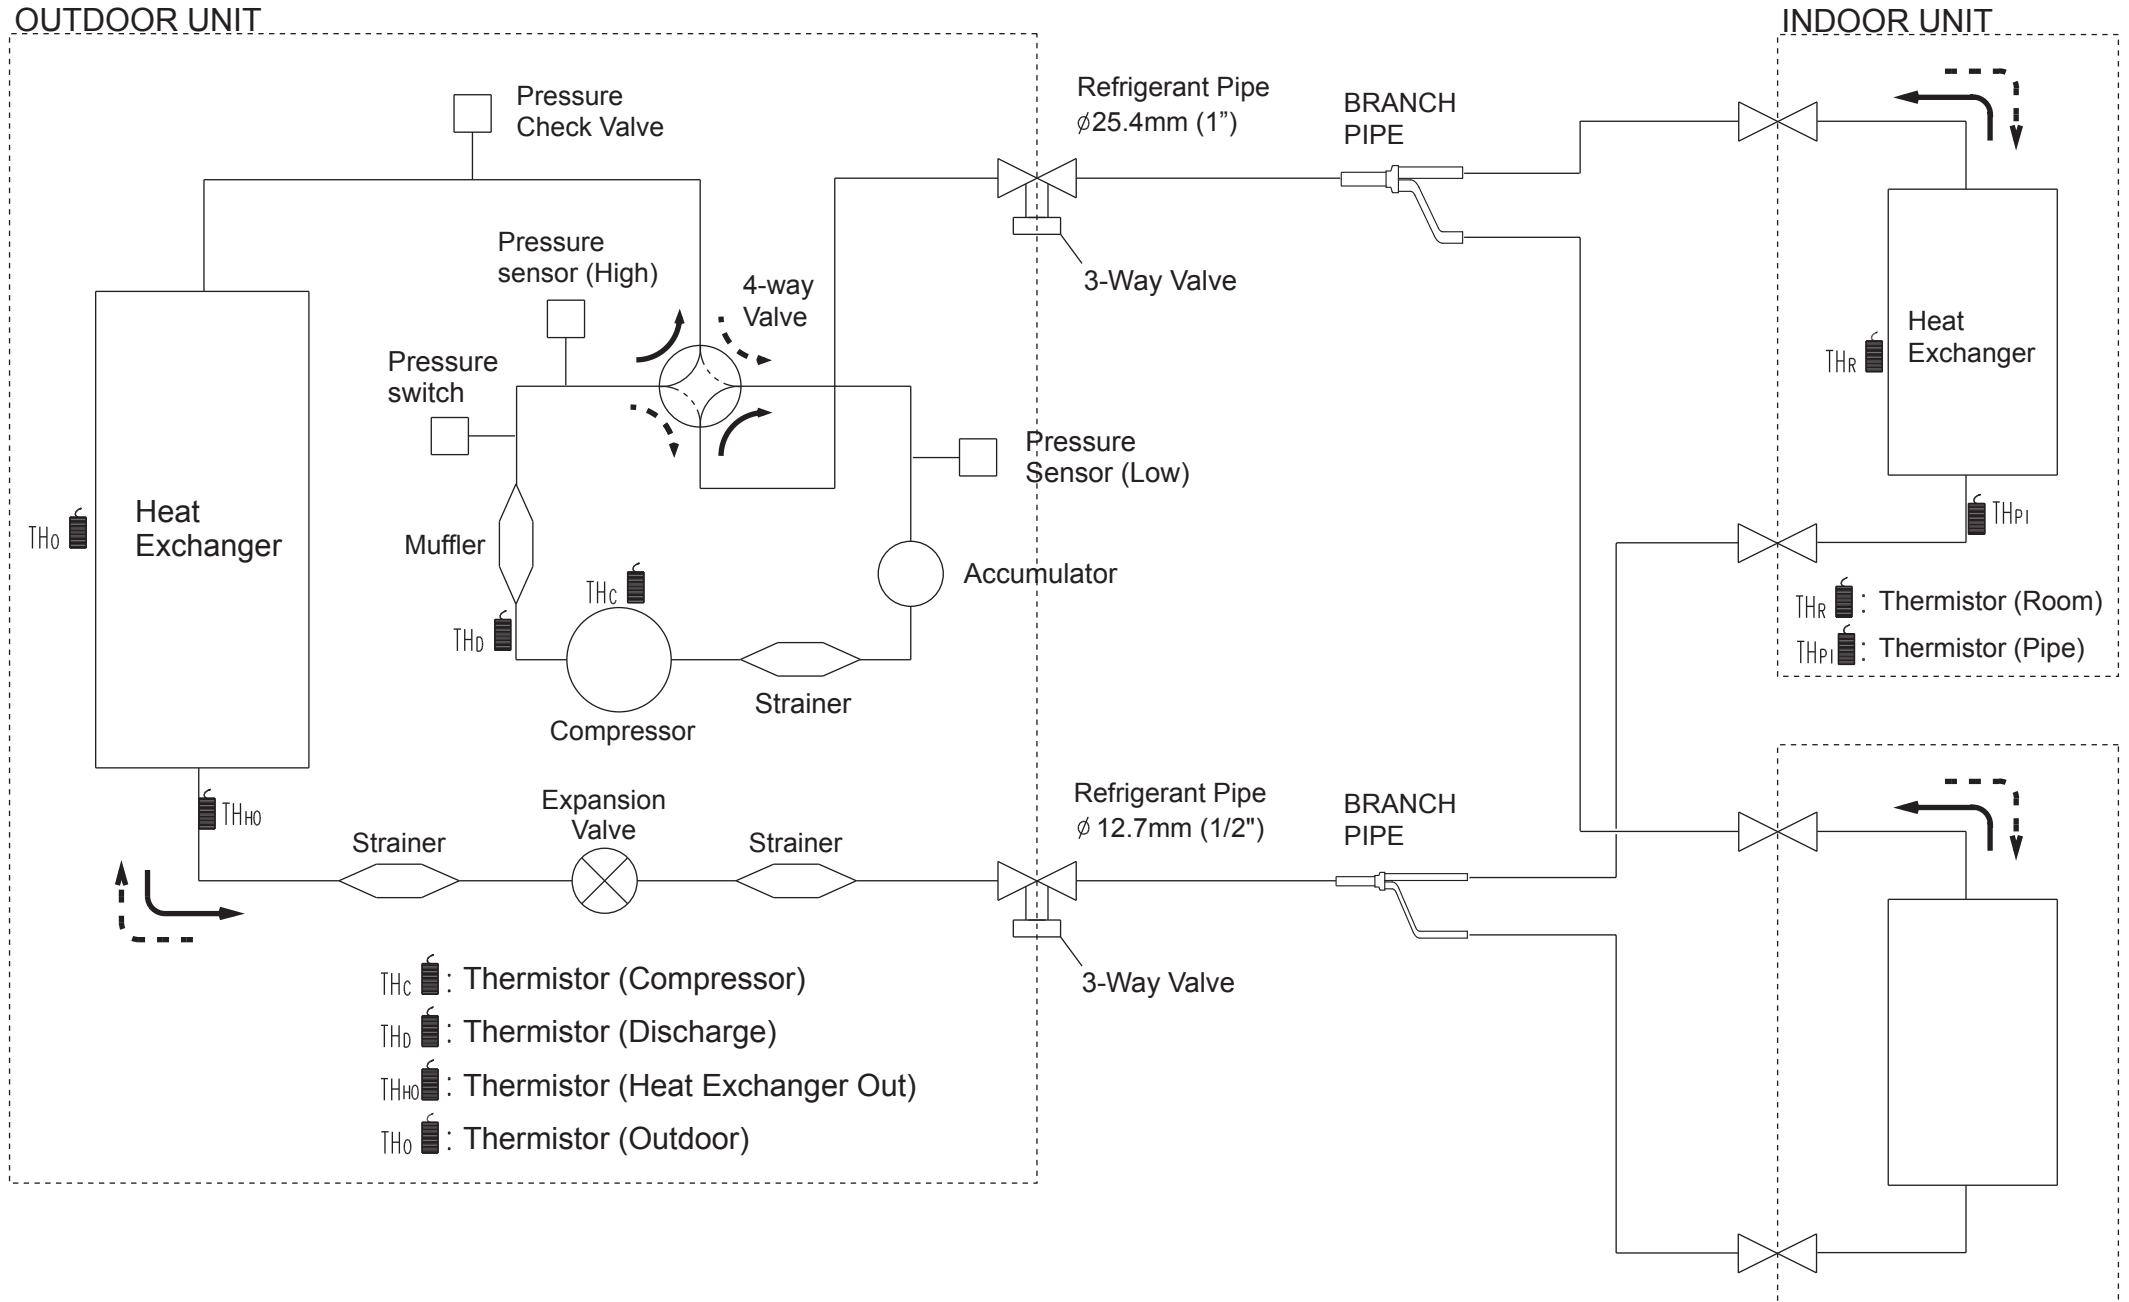 OUTDOOR UNIT
INDOOR UNIT
Pressure
Check Valve
Refrigerant Pipe
⌀25.4mm (1”)
BRANCH
PIPE
Pressure
sensor (High)
4-way
Valve
3-Way Valve
Pressure
switch
Heat
Exchanger
THR
Pressure
Sensor (Low)
Heat
Exchanger
THO
Muffler
THC
Accumulator
THPI
THD
THR : Thermistor (Room)
THPI : Thermistor (Pipe)
Strainer
Compressor
THHO
Expansion
Valve
Strainer
Strainer
Refrigerant Pipe
⌀ 12.7mm (1/2")
BRANCH
PIPE
3-Way Valve
THC : Thermistor (Compressor)
THD : Thermistor (Discharge)
THHO : Thermistor (Heat Exchanger Out)
THO : Thermistor (Outdoor)